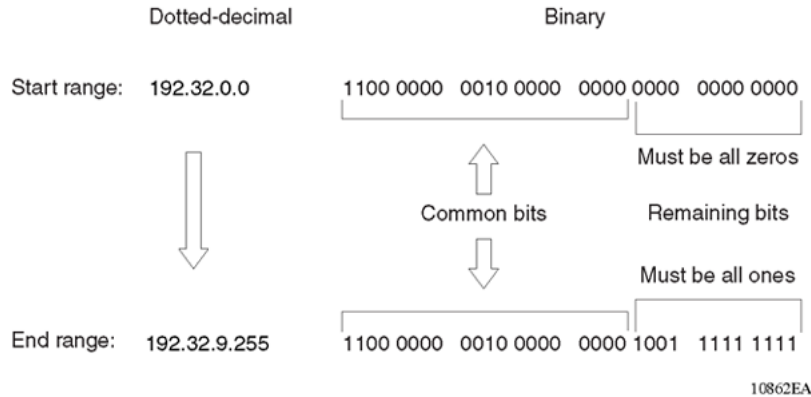 Dotted-decimal Binary
Start range: 192.32.0.0 1100 0000 0010 0000 0000 0000 0000 0000
Must be all zeros
Common bits Remaining bits
Must be all ones
End range: 192.32.9.255 1100 0000 0010 0000 0000 1001 1111 1111
10862EA